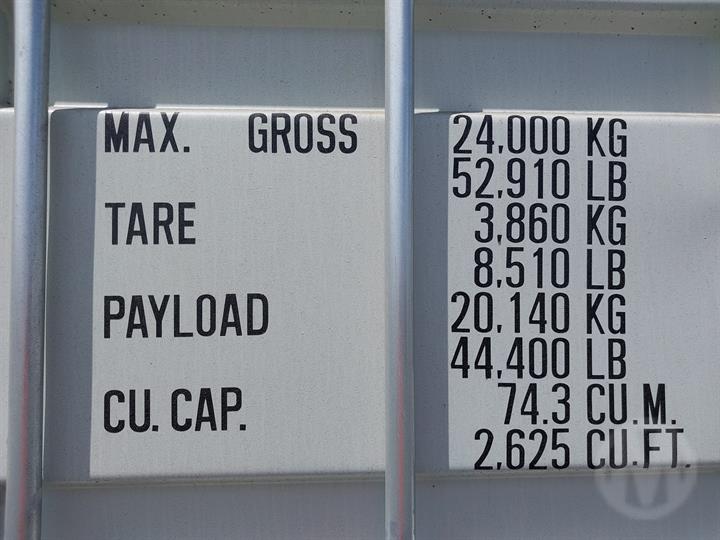 MAX. GROSS 24,000 KG
52,910 LB
TARE 3,860 KG
8,510 LB
PAYLOAD 20,140 KG
44,400 LB
CU. CAP. 74.3 CU.M.
2,625 CU.FT.
M